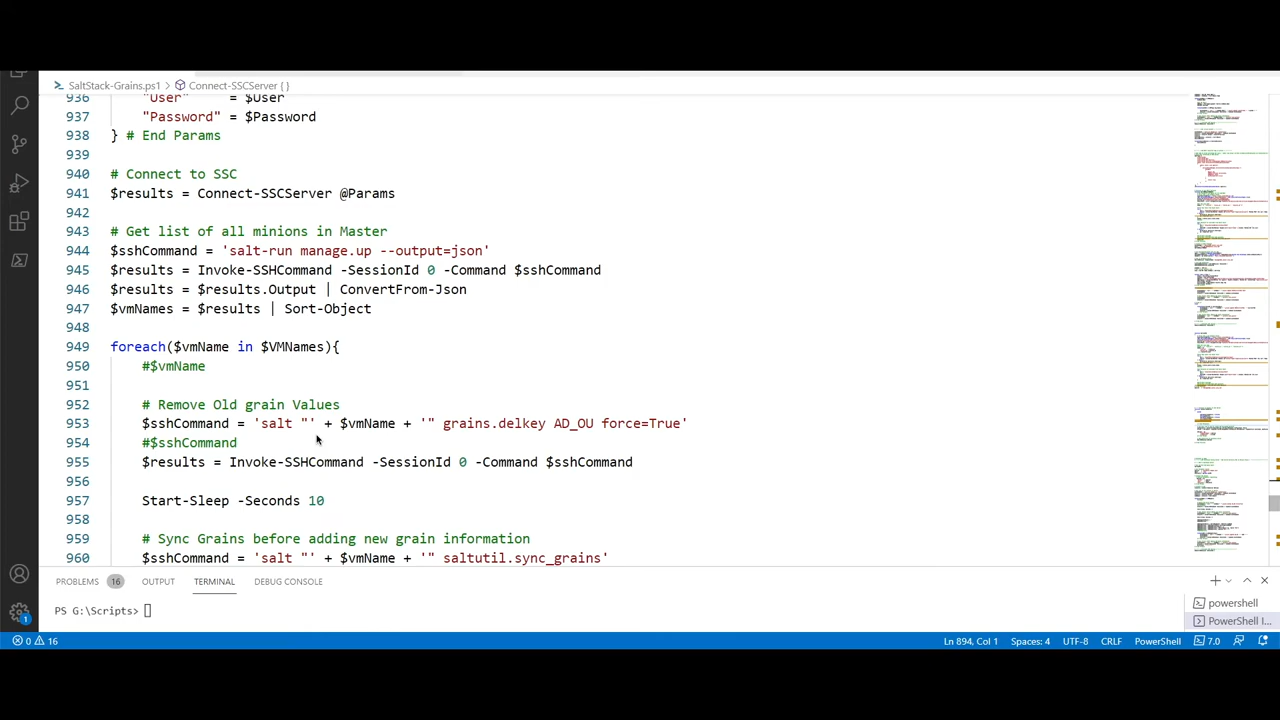 SaltStack-Grains.ps1 > Connect-SSCServer { }
936 "User" = $User
937 "Password" = $Password
938 } # End Params
939
940 # Connect to SSC
941 $results = Connect-SSCServer @params
942
943 # Get list of all minions in Master
944 $shCommand = 'salt-run manage.up --output=json'
945 $results = Invoke-SSHCommand -SessionId 0 -Command $shCommand
946 $results = $results.Output | ConvertFrom-Json
947 $vmNames = $results | Sort-Object
948
949 foreach($vmName in $VMNames){
950 #$vmName
951
952 # Remove Old grain Value
953 $sshCommand = 'salt "' + $vmName + '" grains.delkey AD_OU force=True'
954 #$sshCommand
955 $results = Invoke-SSHCommand -SessionId 0 -Command $sshCommand
956
957 Start-Sleep -Seconds 10
958
959 # Sync Grains before adding new grain information
960 $sshCommand = 'salt "' + $vmName + '" saltutil.sync_grains
PROBLEMS 16 OUTPUT TERMINAL DEBUG CONSOLE
PS G:\Scripts>
powershell
PowerShell I...
0 16 Ln 894, Col 1 Spaces: 4 UTF-8 CRLF PowerShell 7.0
1